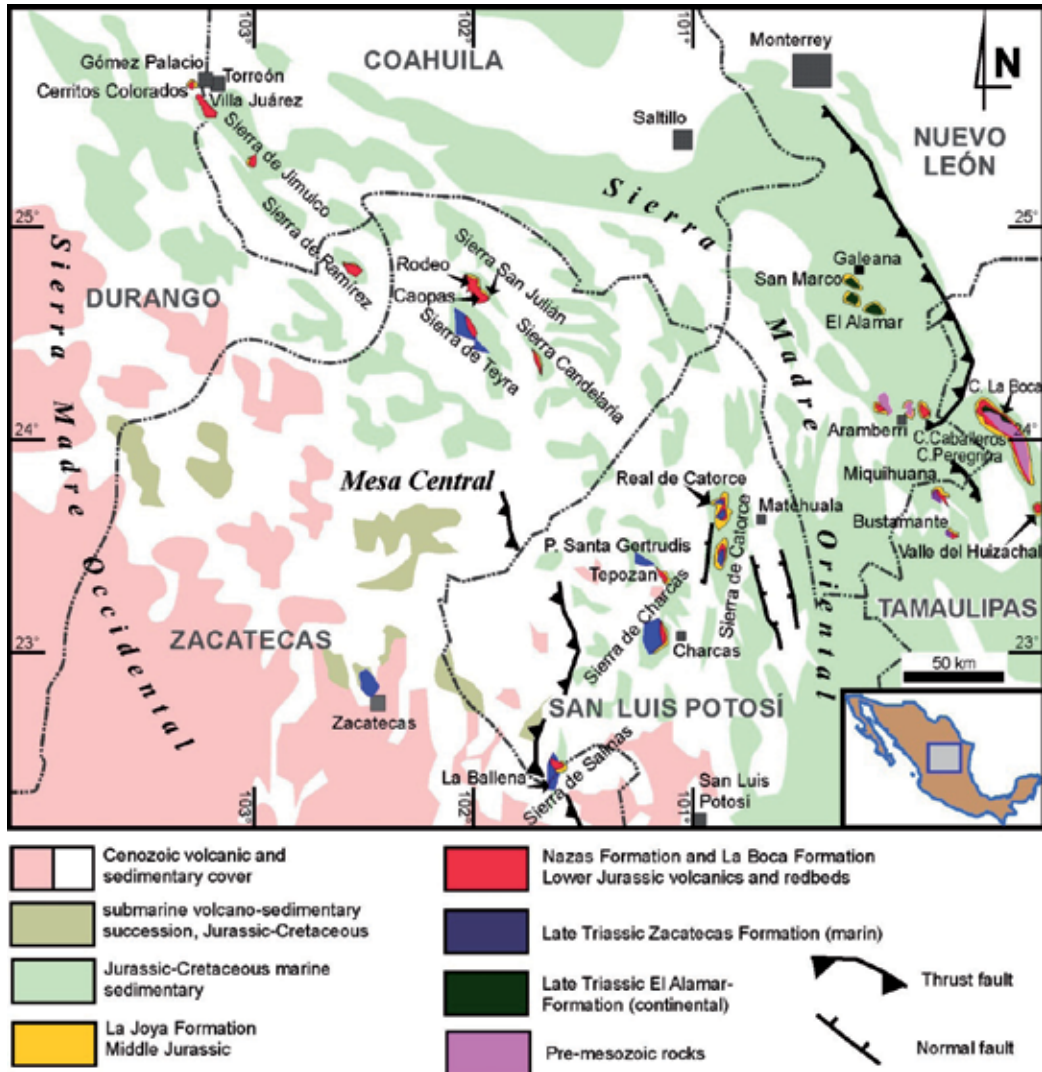 103°
102°
101°
Monterrey
N
Gómez Palacio
COAHUILA
Torreón
Cerritos Colorados
Villa Juárez
Saltillo
NUEVO
LEÓN
Sierra de Jimulco
Sierra
25°
25°
Sierra de Ramírez
Sierra San Julián
Rodeo
Galeana
San Marco
Caopas
DURANGO
El Alamar
Sierra de Teyra
Sierra Candelaria
Madre
Sierra Madre
C. La Boca
24°
24°
Aramberri
C. Caballeros
C. Peregrina
Mesa Central
Real de Catorce
Miquihuana
Matehuala
Bustamante
P. Santa Gertrudis
Valle del Huizachal
Tepozan
Sierra de Catorce
Oriental
Occidental
TAMAULIPAS
ZACATECAS
Sierra de Charcas
23°
23°
Charcas
50 km
Zacatecas
SAN LUIS POTOSÍ
La Ballena
Sierra de Salinas
San Luis
Potosi
103°
102°
101°
Cenozoic volcanic and
sedimentary cover
submarine volcano-sedimentary
succession, Jurassic-Cretaceous
Jurassic-Cretaceous marine
sedimentary
La Joya Formation
Middle Jurassic
Nazas Formation and La Boca Formation
Lower Jurassic volcanics and redbeds
Late Triassic Zacatecas Formation (marin)
Late Triassic El Alamar-
Formation (continental)
Pre-mesozoic rocks
Thrust fault
Normal fault